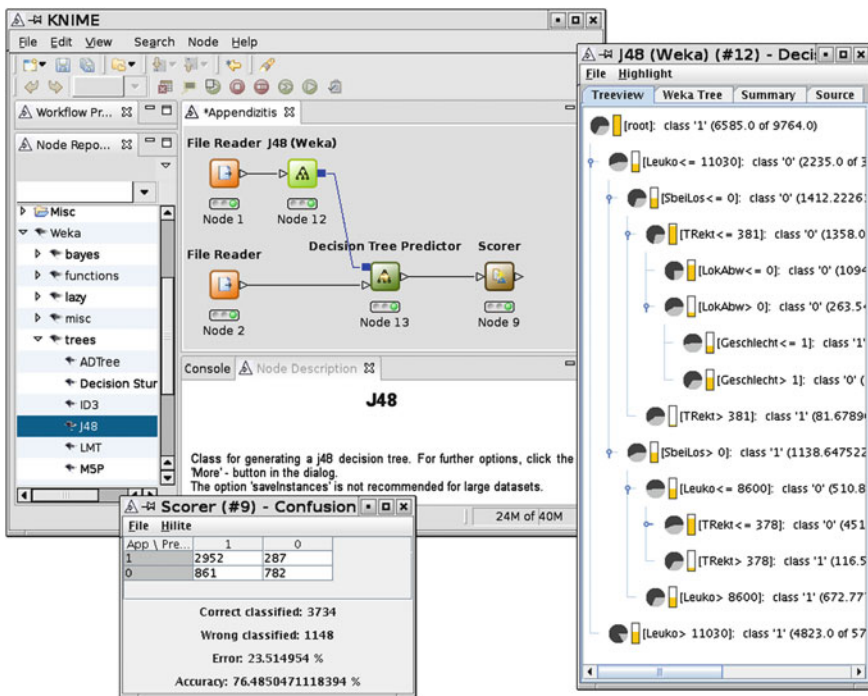 KNIME
File Edit View Search Node Help
Workflow Pr...
*Appendizitis
Node Repo...
Misc
Weka
bayes
functions
lazy
misc
trees
ADTree
Decision Stur
ID3
J48
LMT
M5P
File Reader J48 (Weka)
Node 1 Node 12
File Reader Decision Tree Predictor Scorer
Node 2 Node 13 Node 9
Console Node Description
J48
Class for generating a j48 decision tree. For further options, click the
'More' - button in the dialog.
The option 'saveInstances' is not recommended for large datasets.
24M of 40M
Scorer (#9) - Confusion
File Hilite
App \ Pre... 1 0
1 2952 287
0 861 782
Correct classified: 3734
Wrong classified: 1148
Error: 23.514954 %
Accuracy: 76.4850471118394 %
J48 (Weka) (#12) - Deci
File Highlight
Treeview Weka Tree Summary Source
[root]: class '1' (6585.0 of 9764.0)
[Leuko<= 11030]: class '0' (2235.0 of 3
[SbeiLos<= 0]: class '0' (1412.2226
[TRekt<= 381]: class '0' (1358.0
[LokAbw<= 0]: class '0' (1094
[LokAbw> 0]: class '0' (263.54
[Geschlecht<= 1]: class '1'
[Geschlecht> 1]: class '0' (
[TRekt> 381]: class '1' (81.6789
[SbeiLos> 0]: class '1' (1138.647522
[Leuko<= 8600]: class '0' (510.8
[TRekt<= 378]: class '0' (451
[TRekt> 378]: class '1' (116.5
[Leuko> 8600]: class '1' (672.77
[Leuko> 11030]: class '1' (4823.0 of 57